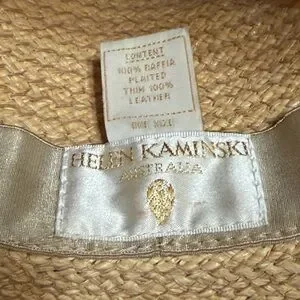 CONTENT
100% RAFFIA
PLAITED
TRIM 100%
LEATHER
ONE SIZE
HELEN KAMINSKI
AUSTRALIA